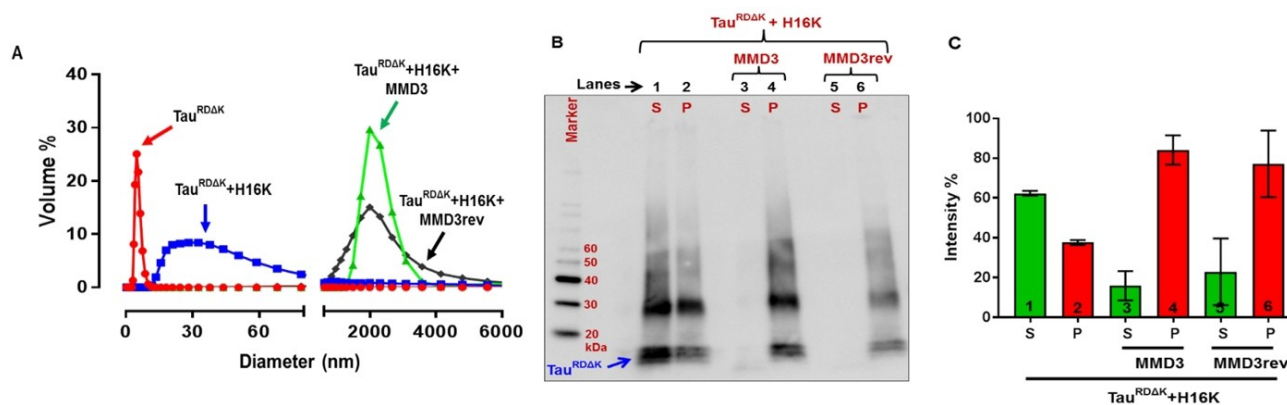 A
Volume %
40
30
20
10
0
Tau^RDΔK
Tau^RDΔK+H16K
Tau^RDΔK+H16K+
MMD3
Tau^RDΔK+H16K+
MMD3rev
0 30 60 2000 4000 6000
Diameter (nm)
B
Tau^RDΔK + H16K
MMD3 MMD3rev
Lanes 1 2 3 4 5 6
Marker S P S P S P
60
50
40
30
20
kDa
Tau^RDΔK
C
Intensity %
100
80
60
40
20
0
1 2 3 4 5 6
S P S P S P
MMD3 MMD3rev
Tau^RDΔK+H16K